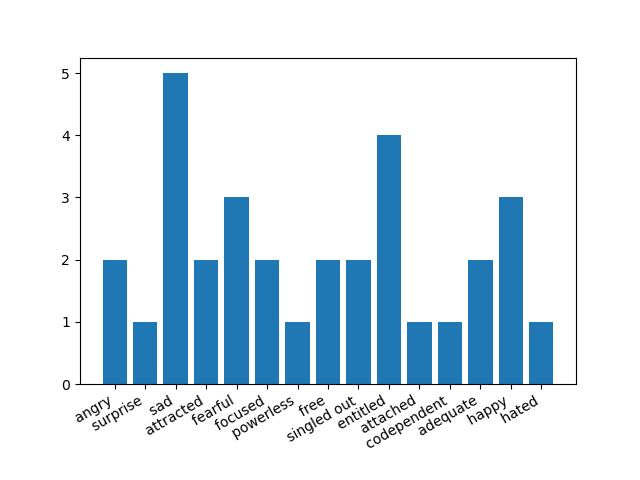 5
4
3
2
1
0
angry
surprise
sad
attracted
fearful
focused
powerless
free
singled out
entitled
attached
codependent
adequate
happy
hated